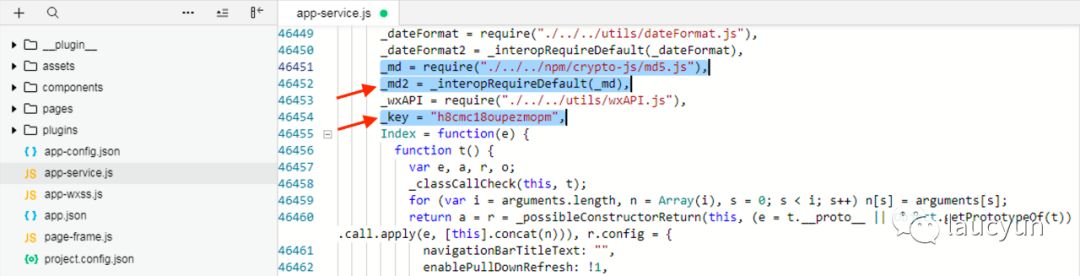 app-service.js
__plugin__
assets
components
pages
plugins
app-config.json
app-service.js
app-wxss.js
app.json
page-frame.js
project.config.json
46449 _dateFormat = require("./../../utils/dateFormat.js"),
46450 _dateFormat2 = _interopRequireDefault(_dateFormat),
46451 _md = require("./../../npm/crypto-js/md5.js"),
46452 _md2 = _interopRequireDefault(_md),
46453 _wxAPI = require("./../../utils/wxAPI.js"),
46454 _key = "h8cmc18oupezmopm",
46455 Index = function(e) {
46456 function t() {
46457 var e, a, r, o;
46458 _classCallCheck(this, t);
46459 for (var i = arguments.length, n = Array(i), s = 0; s < i; s++) n[s] = arguments[s];
46460 return a = r = _possibleConstructorReturn(this, (e = t.__proto__ || getPrototypeOf(t))
.call.apply(e, [this].concat(n))), r.config = {
46461 navigationBarTitleText: "",
46462 enablePullDownRefresh: !1,
laucyun